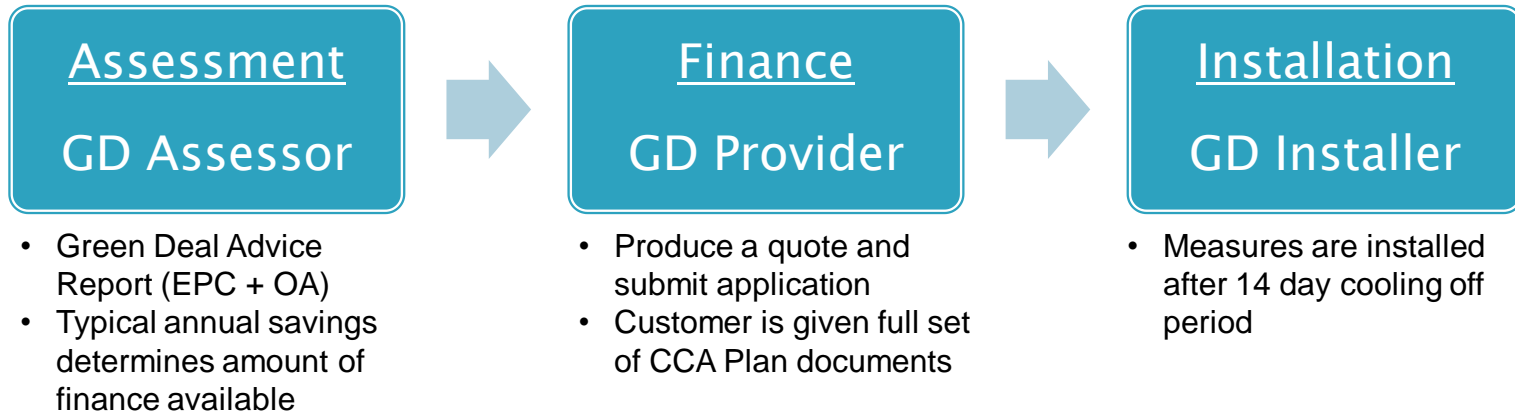 Assessment
GD Assessor
• Green Deal Advice
Report (EPC + OA)
• Typical annual savings
determines amount of
finance available
Finance
GD Provider
• Produce a quote and
submit application
• Customer is given full set
of CCA Plan documents
Installation
GD Installer
• Measures are installed
after 14 day cooling off
period